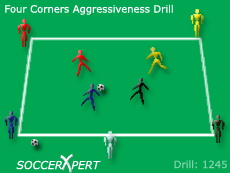 Four Corners Aggressiveness Drill
SOCCERXPERT
Drill: 1245